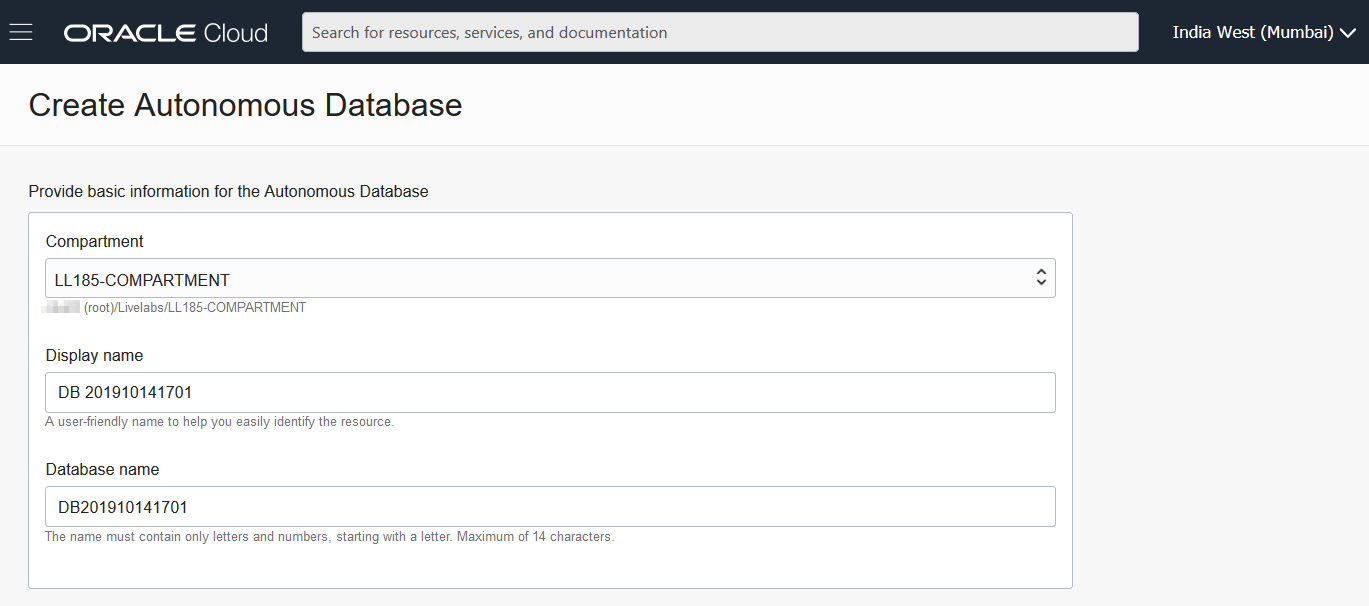 ORACLE Cloud
Search for resources, services, and documentation
India West (Mumbai)
Create Autonomous Database
Provide basic information for the Autonomous Database
Compartment
LL185-COMPARTMENT
(root)/Livelabs/LL185-COMPARTMENT
Display name
DB 201910141701
A user-friendly name to help you easily identify the resource.
Database name
DB201910141701
The name must contain only letters and numbers, starting with a letter. Maximum of 14 characters.